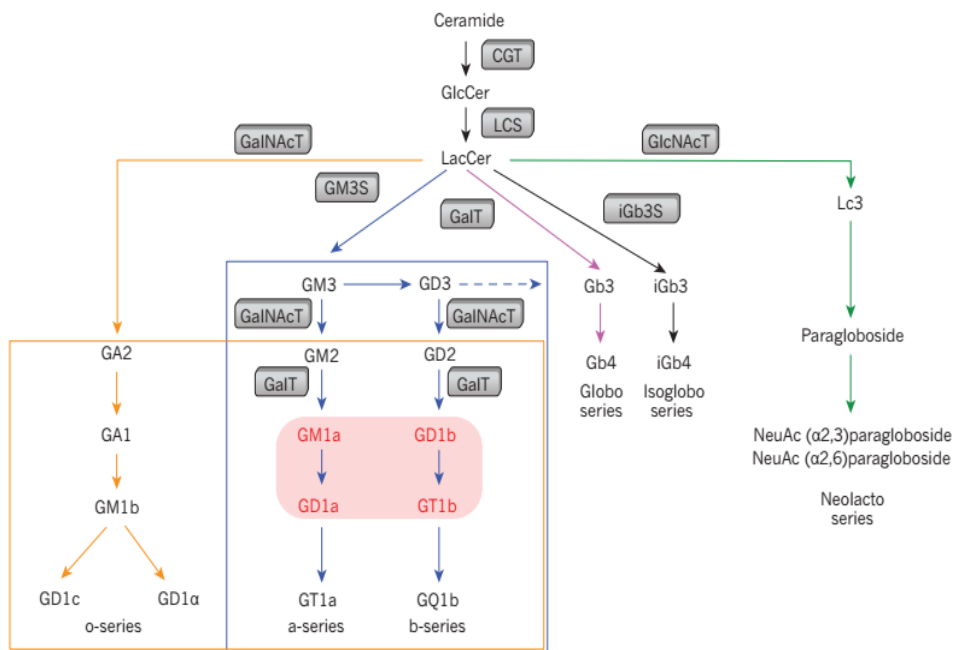 Ceramide
CGT
GlcCer
LCS
GalNAcT
GlcNAcT
LacCer
GM3S
GalT
iGb3S
Lc3
GM3
GD3
Gb3
iGb3
GalNAcT
GalNAcT
Paragloboside
GA2
GM2
GD2
Gb4
iGb4
GalT
GalT
Globo
series
Isoglobo
series
GA1
GM1a
GD1b
NeuAc (α2,3)paragloboside
NeuAc (α2,6)paragloboside
GM1b
GD1a
GT1b
Neolacto
series
GD1c
GD1α
GT1a
GQ1b
o-series
a-series
b-series